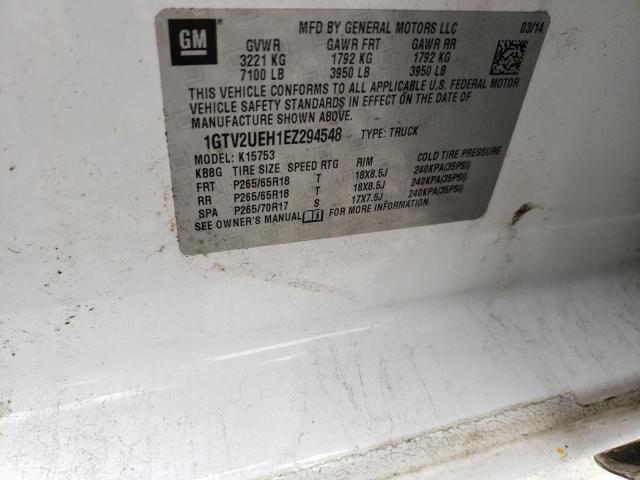 GM
MFD BY GENERAL MOTORS LLC 03/14
GVWR GAWR FRT GAWR RR
3221 KG 1792 KG 1792 KG
7100 LB 3950 LB 3950 LB
THIS VEHICLE CONFORMS TO ALL APPLICABLE U.S. FEDERAL MOTOR
VEHICLE SAFETY STANDARDS IN EFFECT ON THE DATE OF
MANUFACTURE SHOWN ABOVE.
1GTV2UEH1EZ294548 TYPE: TRUCK
MODEL: K15753
KB8G TIRE SIZE SPEED RTG RIM COLD TIRE PRESSURE
FRT P265/65R18 T 18X8.5J 240KPA(35PSI)
RR P265/65R18 T 18X8.5J 240KPA(35PSI)
SPA P265/70R17 S 17X7.5J 240KPA(35PSI)
SEE OWNER'S MANUAL FOR MORE INFORMATION.